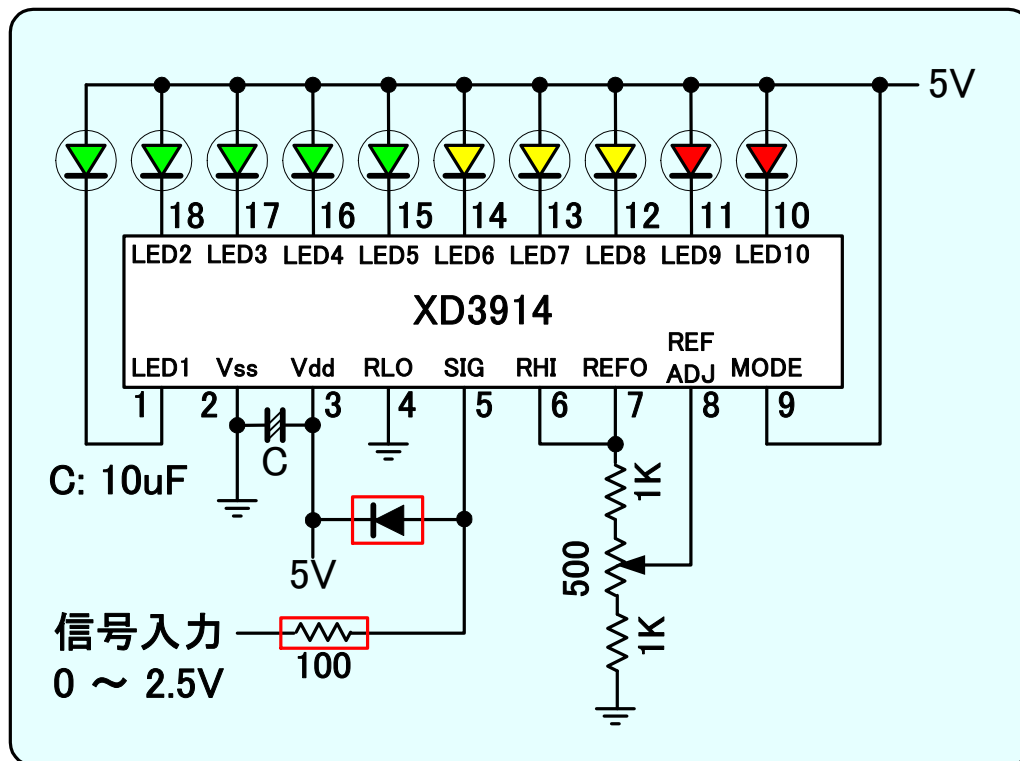 5V
18 17 16 15 14 13 12 11 10
LED2 LED3 LED4 LED5 LED6 LED7 LED8 LED9 LED10
XD3914
LED1 Vss Vdd RLO SIG RHI REFO REF ADJ MODE
1 2 3 4 5 6 7 8 9
C
C: 10uF
1K
500
5V
1K
信号入力
100
0 ～ 2.5V